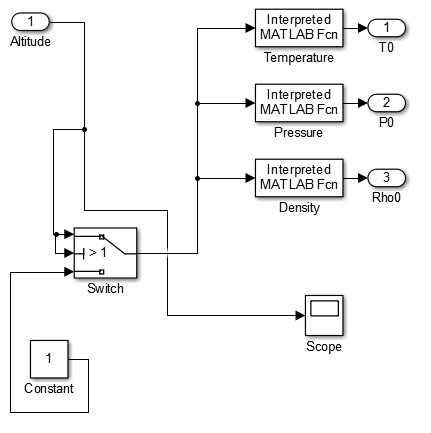 1
Altitude
Interpreted
MATLAB Fcn
Temperature
1
T0
Interpreted
MATLAB Fcn
Pressure
2
P0
Interpreted
MATLAB Fcn
Density
3
Rho0
> 1
Switch
Scope
1
Constant